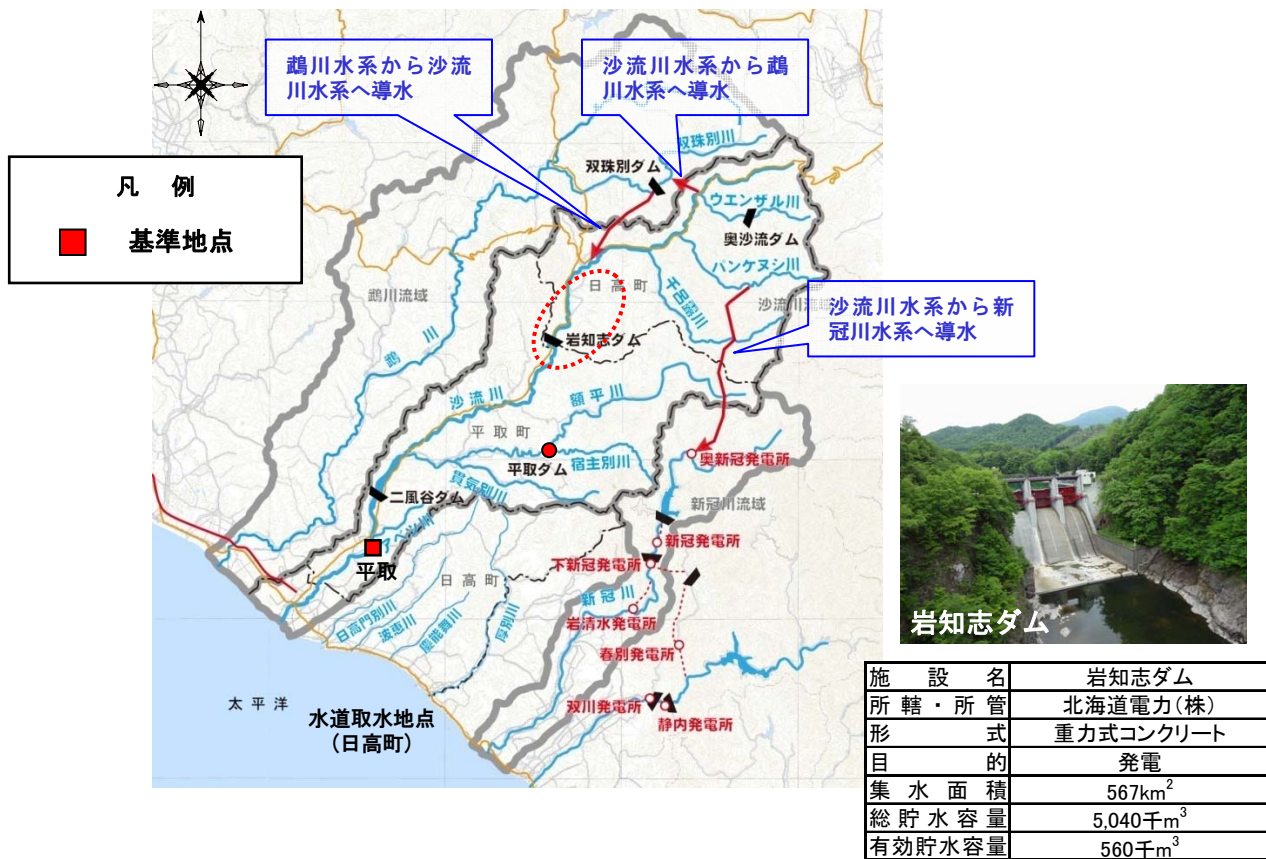 鵡川水系から沙流
川水系へ導水
沙流川水系から鵡
川水系へ導水
凡 例
基準地点
双珠別川
双珠別ダム
ウエンザル川
奥沙流ダム
パンケヌシ川
日高町
千呂露川
沙流川流域
沙流川水系から新
冠川水系へ導水
鵡川流域
鵡川
岩知志ダム
沙流川
額平川
平取町
平取ダム
宿主別川
奥新冠発電所
貫気別川
二風谷ダム
新冠川流域
新冠発電所
平取
下新冠発電所
日高町
新冠川
岩清水発電所
日高門別川
波恵川
慶能舞川
厚別川
春別発電所
太平洋
水道取水地点
(日高町)
双川発電所
静内発電所
岩知志ダム
施設名 岩知志ダム
所轄・所管 北海道電力(株)
形式 重力式コンクリート
目的 発電
集水面積 567km²
総貯水容量 5,040千m³
有効貯水容量 560千m³